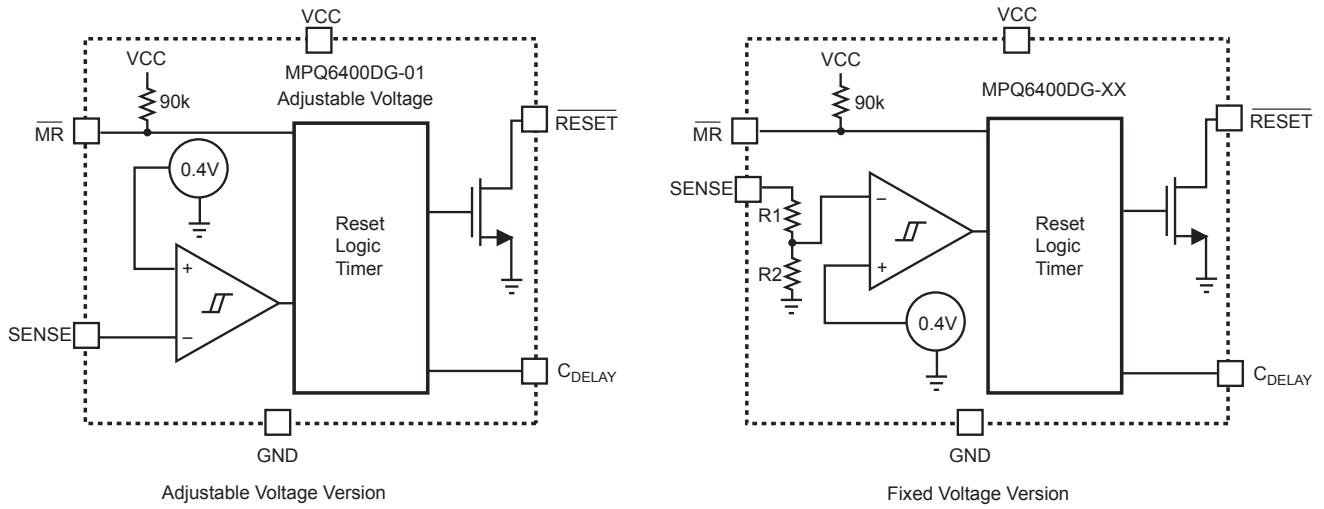 VCC
VCC
90k
MPQ6400DG-01
Adjustable Voltage
MR
RESET
0.4V
+
Reset
Logic
Timer
SENSE
–
CDELAY
GND
Adjustable Voltage Version
VCC
VCC
90k
MPQ6400DG-XX
MR
RESET
SENSE
R1
–
Reset
Logic
Timer
R2
+
0.4V
CDELAY
GND
Fixed Voltage Version